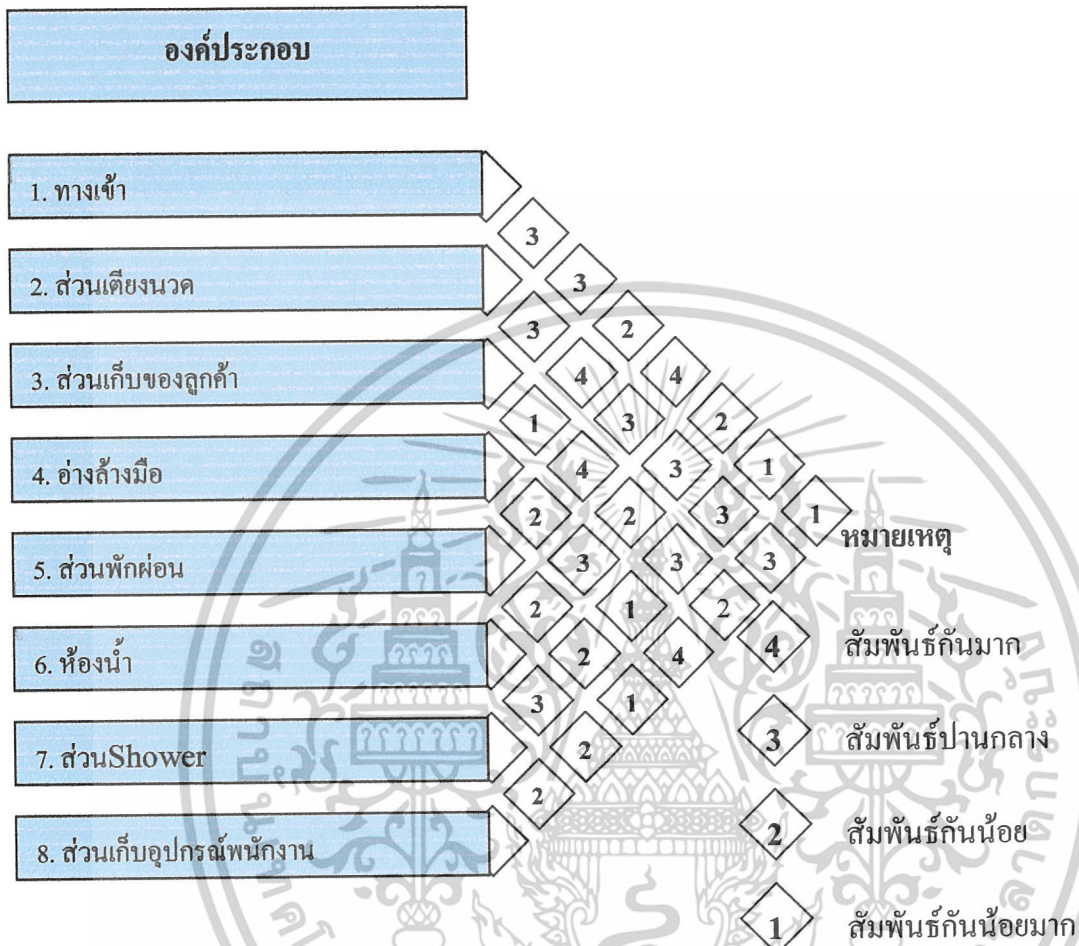 องค์ประกอบ
1. ทางเข้า
3
2. ส่วนเตียงนวด
3
3 2
3. ส่วนเก็บของลูกค้า
4 4
1 3 2
4. อ่างล้างมือ
4 3 1
2 2 3 1
หมายเหตุ
5. ส่วนพักผ่อน
3 3 3
2 1 2
6. ห้องน้ำ
2 4
4 สัมพันธ์กันมาก
3 1
7. ส่วนShower
2
3 สัมพันธ์ปานกลาง
2
8. ส่วนเก็บอุปกรณ์พนักงาน
2 สัมพันธ์กันน้อย
1 สัมพันธ์กันน้อยมาก